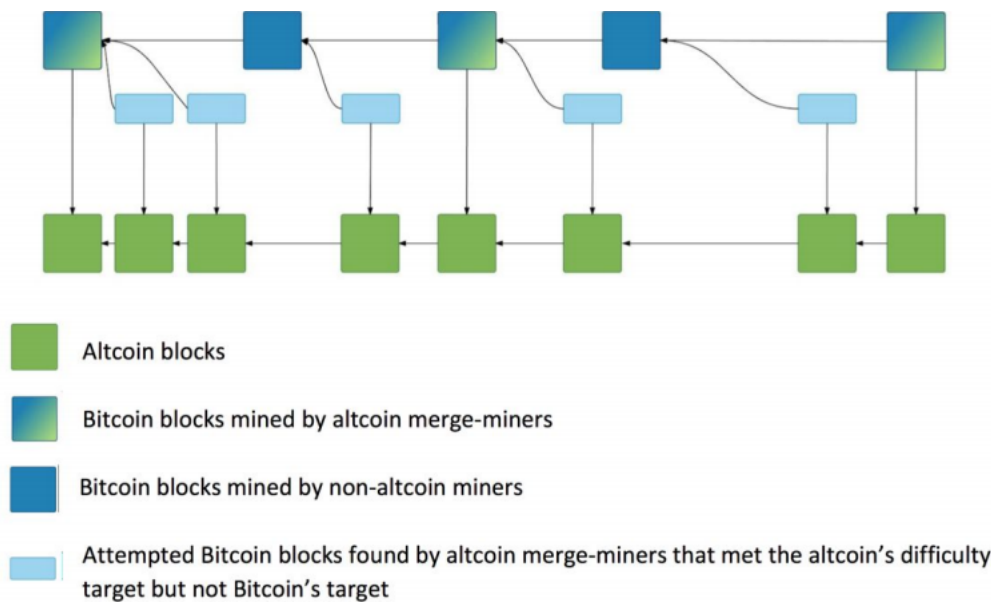 Altcoin blocks
Bitcoin blocks mined by altcoin merge-miners
Bitcoin blocks mined by non-altcoin miners
Attempted Bitcoin blocks found by altcoin merge-miners that met the altcoin’s difficulty
target but not Bitcoin’s target